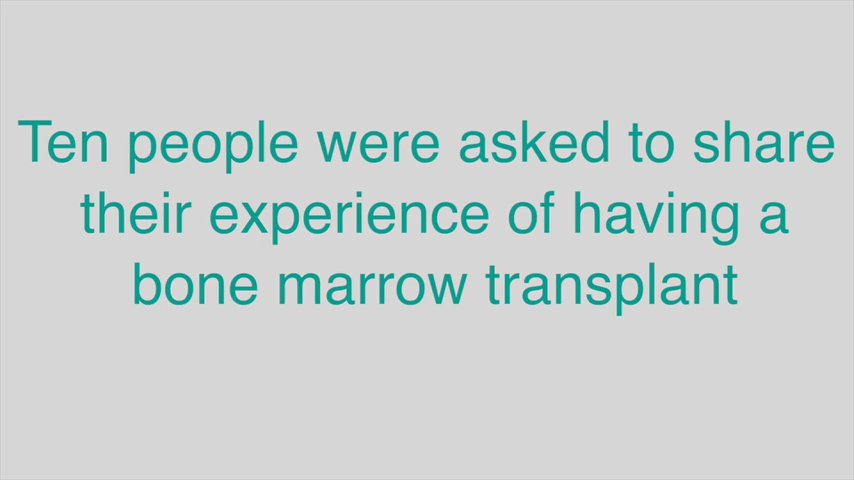 Ten people were asked to share
their experience of having a
bone marrow transplant